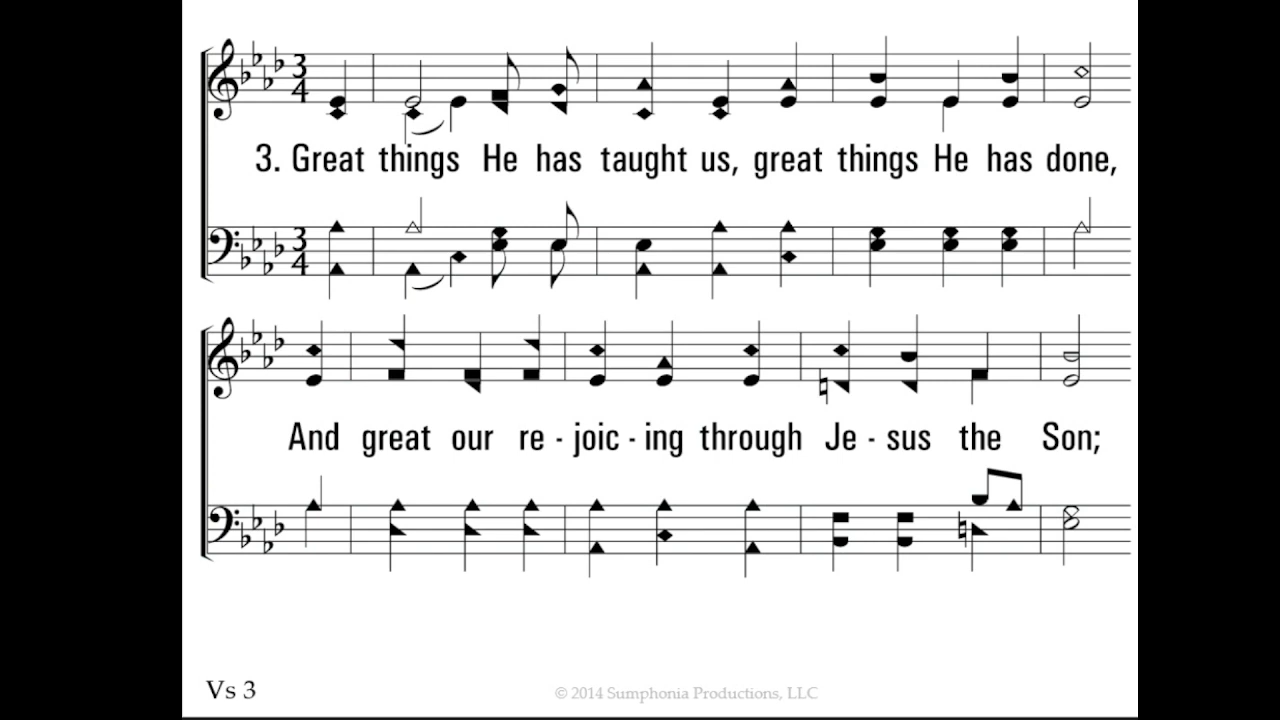 3. Great things He has taught us, great things He has done,
And great our re - joic - ing through Je - sus the Son;
Vs 3
© 2014 Sumphonia Productions, LLC